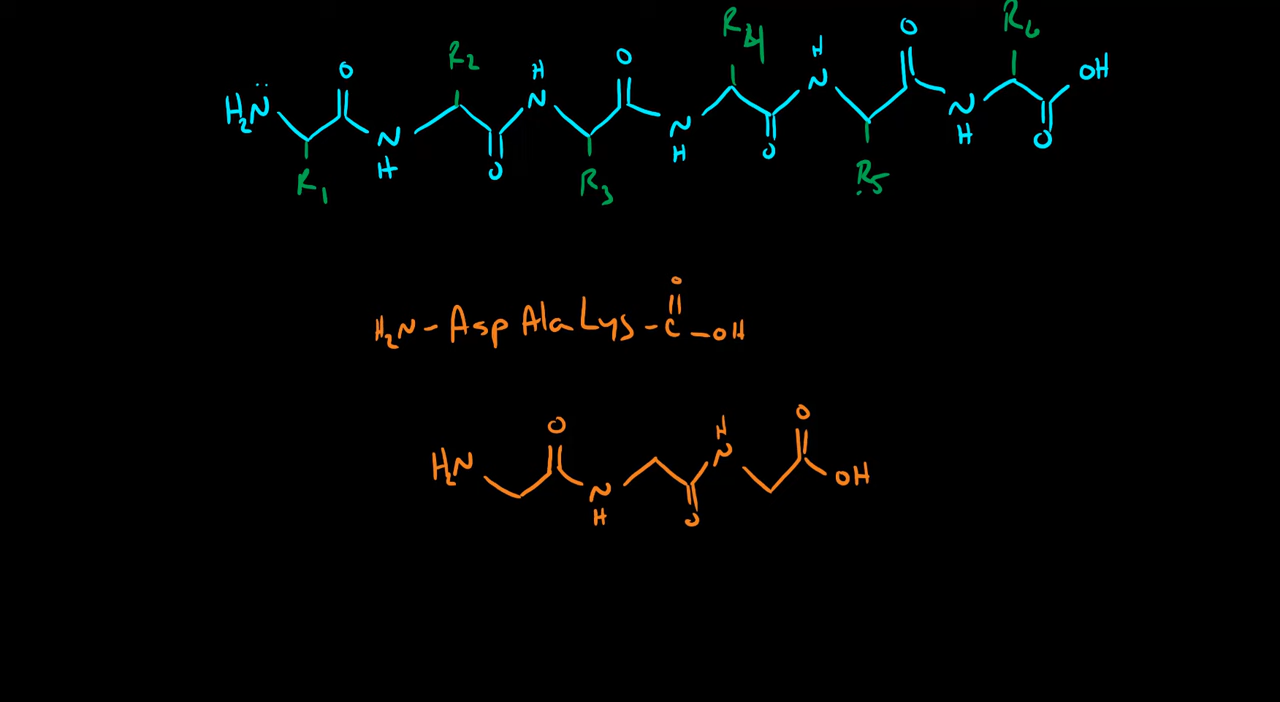 R2 R4 R6
H2N O N H O N H O N H O N H O N H O OH
R1 R3 R5
H2N - Asp Ala Lys - C - OH
O
H2N O N H O N H O OH